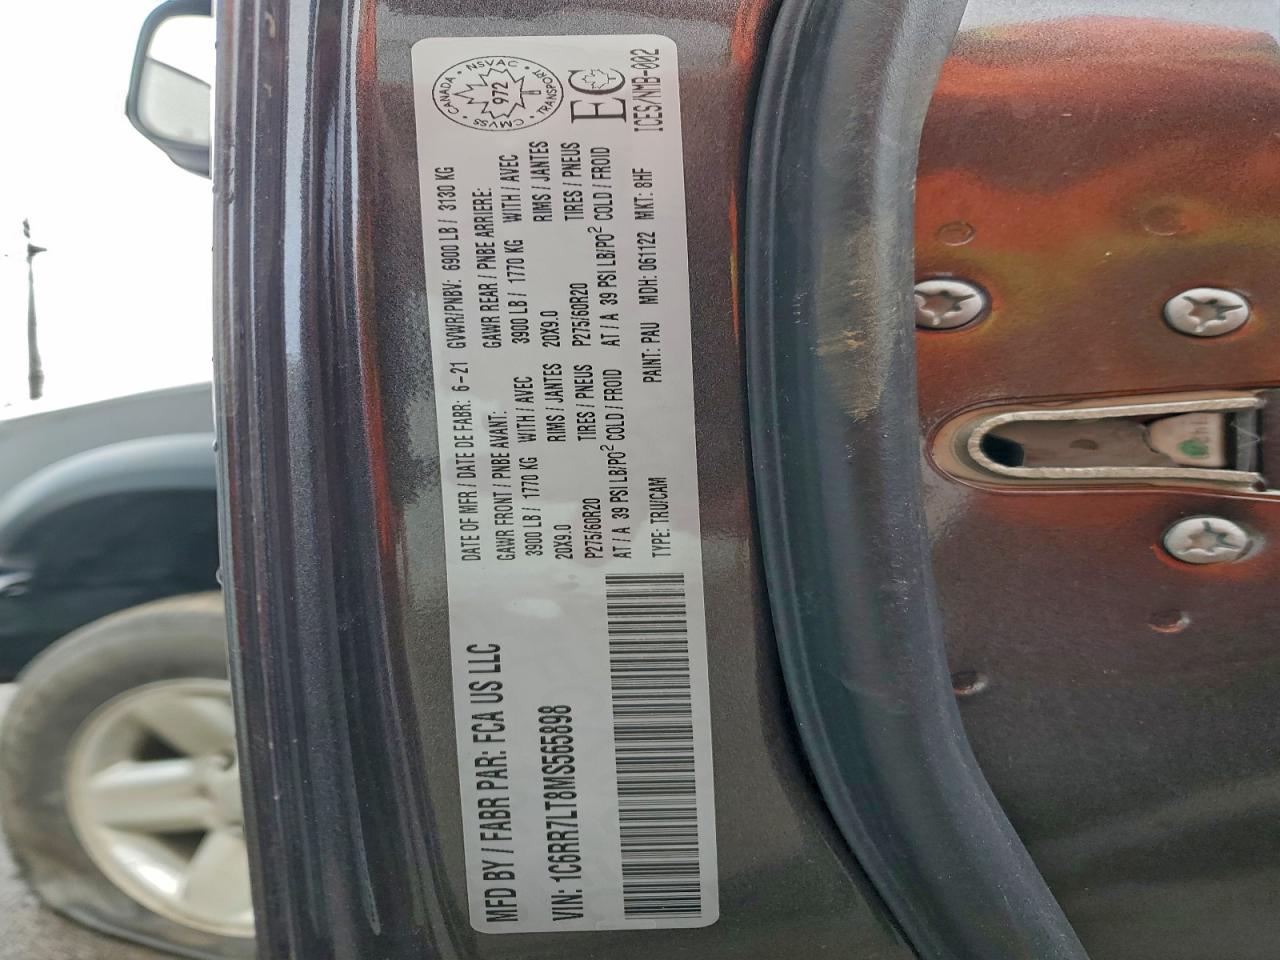 MFD BY / FABR PAR: FCA US LLC
VIN: 1C6RR7LT8MS565898
DATE OF MFR / DATE DE FABR: 6-21 GVWR/PNBV: 6900 LB / 3130 KG
GAWR FRONT / PNBE AVANT: GAWR REAR / PNBE ARRIERE:
3900 LB / 1770 KG WITH / AVEC 3900 LB / 1770 KG WITH / AVEC
20X9.0 RIMS / JANTES 20X9.0 RIMS / JANTES
P275/60R20 TIRES / PNEUS P275/60R20 TIRES / PNEUS
AT / A 39 PSI LB/PO² COLD / FROID AT / A 39 PSI LB/PO² COLD / FROID
TYPE: TRU/CAM PAINT: PAU MDH: 061122 MKT: 8HF
CANADA • NSVAC • TRANSPORT • CMVSS
972
EC
ICES/NMB-002